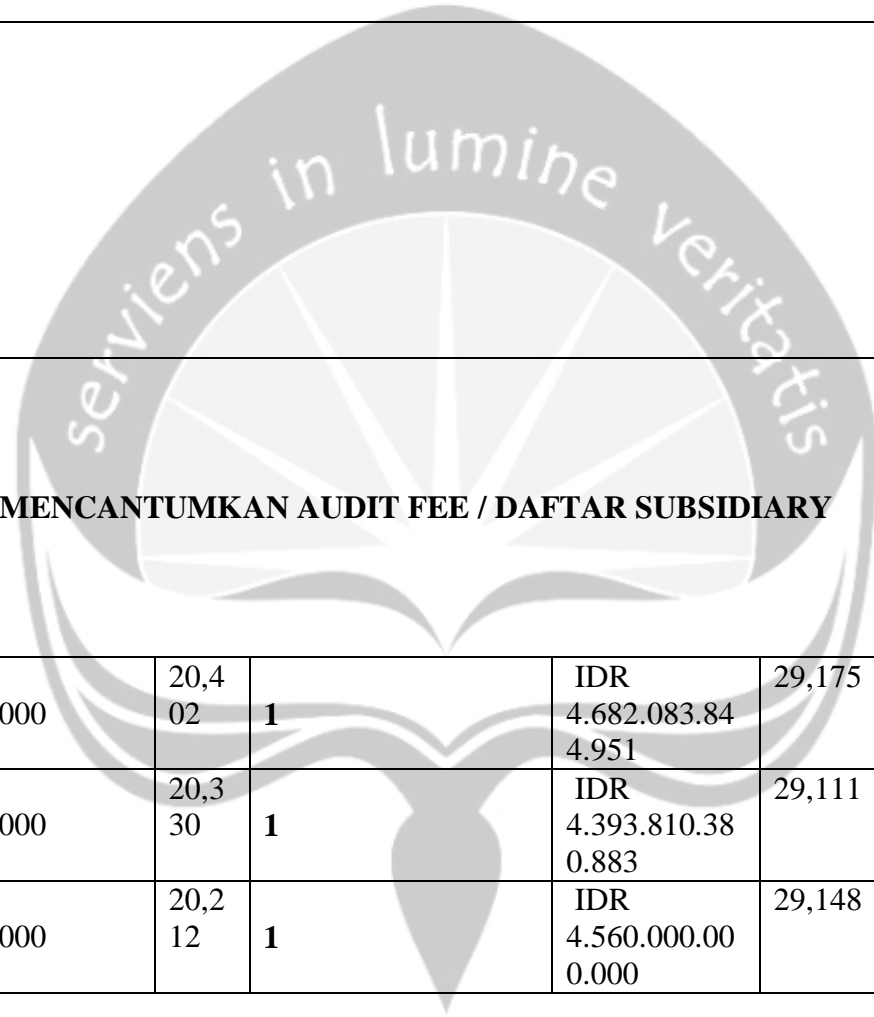 serviens in lumine veritatis
MENCANTUMKAN AUDIT FEE / DAFTAR SUBSIDIARY
000 20,4 1 IDR 29,175
02 4.682.083.84
4.951
000 20,3 1 IDR 29,111
30 4.393.810.38
0.883
000 20,2 1 IDR 29,148
12 4.560.000.00
0.000